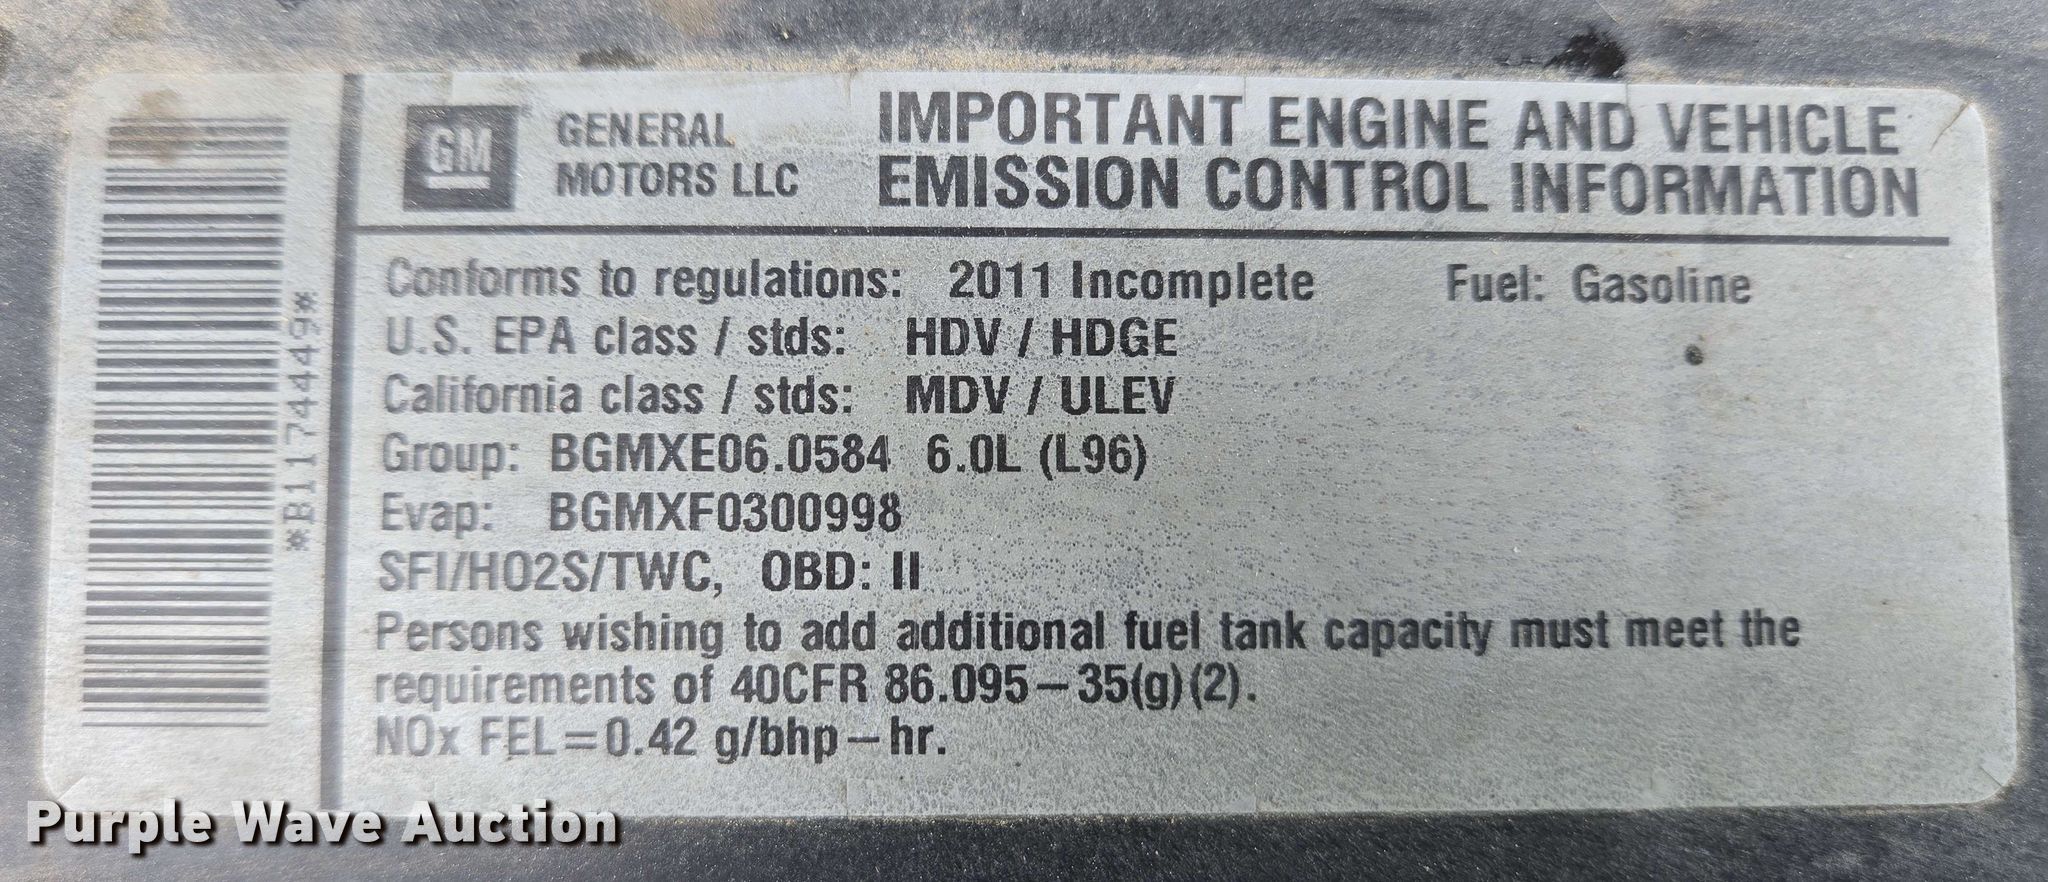 *B11174449*
GM
GENERAL
MOTORS LLC
IMPORTANT ENGINE AND VEHICLE
EMISSION CONTROL INFORMATION
Conforms to regulations: 2011 Incomplete Fuel: Gasoline
U.S. EPA class / stds: HDV / HDGE
California class / stds: MDV / ULEV
Group: BGMXE06.0584 6.0L (L96)
Evap: BGMXF0300998
SFI/HO2S/TWC, OBD: II
Persons wishing to add additional fuel tank capacity must meet the
requirements of 40CFR 86.095–35(g)(2).
NOx FEL=0.42 g/bhp–hr.
Purple Wave Auction